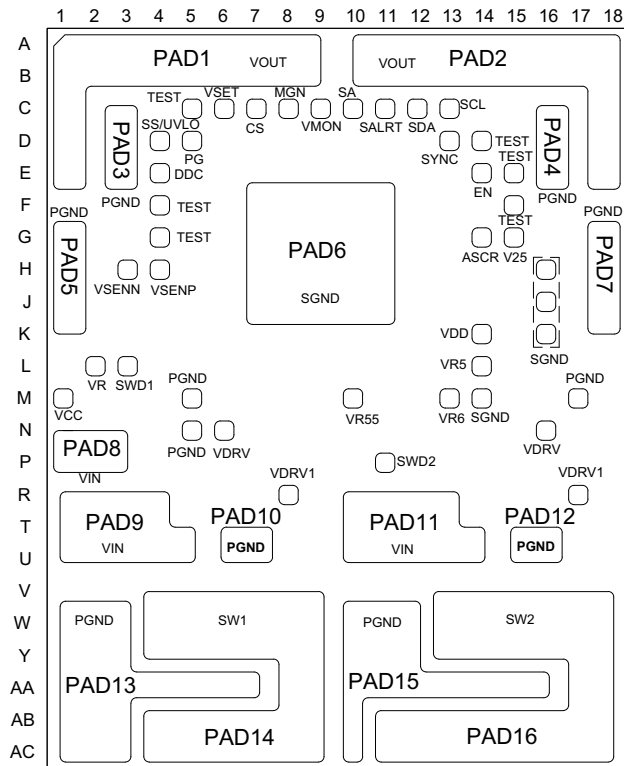 1 2 3 4 5 6 7 8 9 10 11 12 13 14 15 16 17 18
A
PAD1 VOUT VOUT PAD2
B
TEST VSET MGN SA
C SCL
SS/UVLO CS VMON SALRT SDA
PAD3 PAD4
D TEST
PG SYNC TEST
E DDC
EN
PGND PGND
F TEST
PGND PGND
TEST
G TEST PAD6
PAD5 ASCR V25 PAD7
H
VSENN VSENP SGND
J
K VDD
SGND
L VR5
VR SWD1 PGND PGND
M
VCC VR55 VR6 SGND
N
PAD8 PGND VDRV VDRV
P SWD2
VIN VDRV1 VDRV1
R
PAD9 PAD10 PAD11 PAD12
T
VIN PGND VIN PGND
U
V
W PGND SW1 PGND SW2
Y
AA PAD13 PAD15
AB
PAD14 PAD16
AC